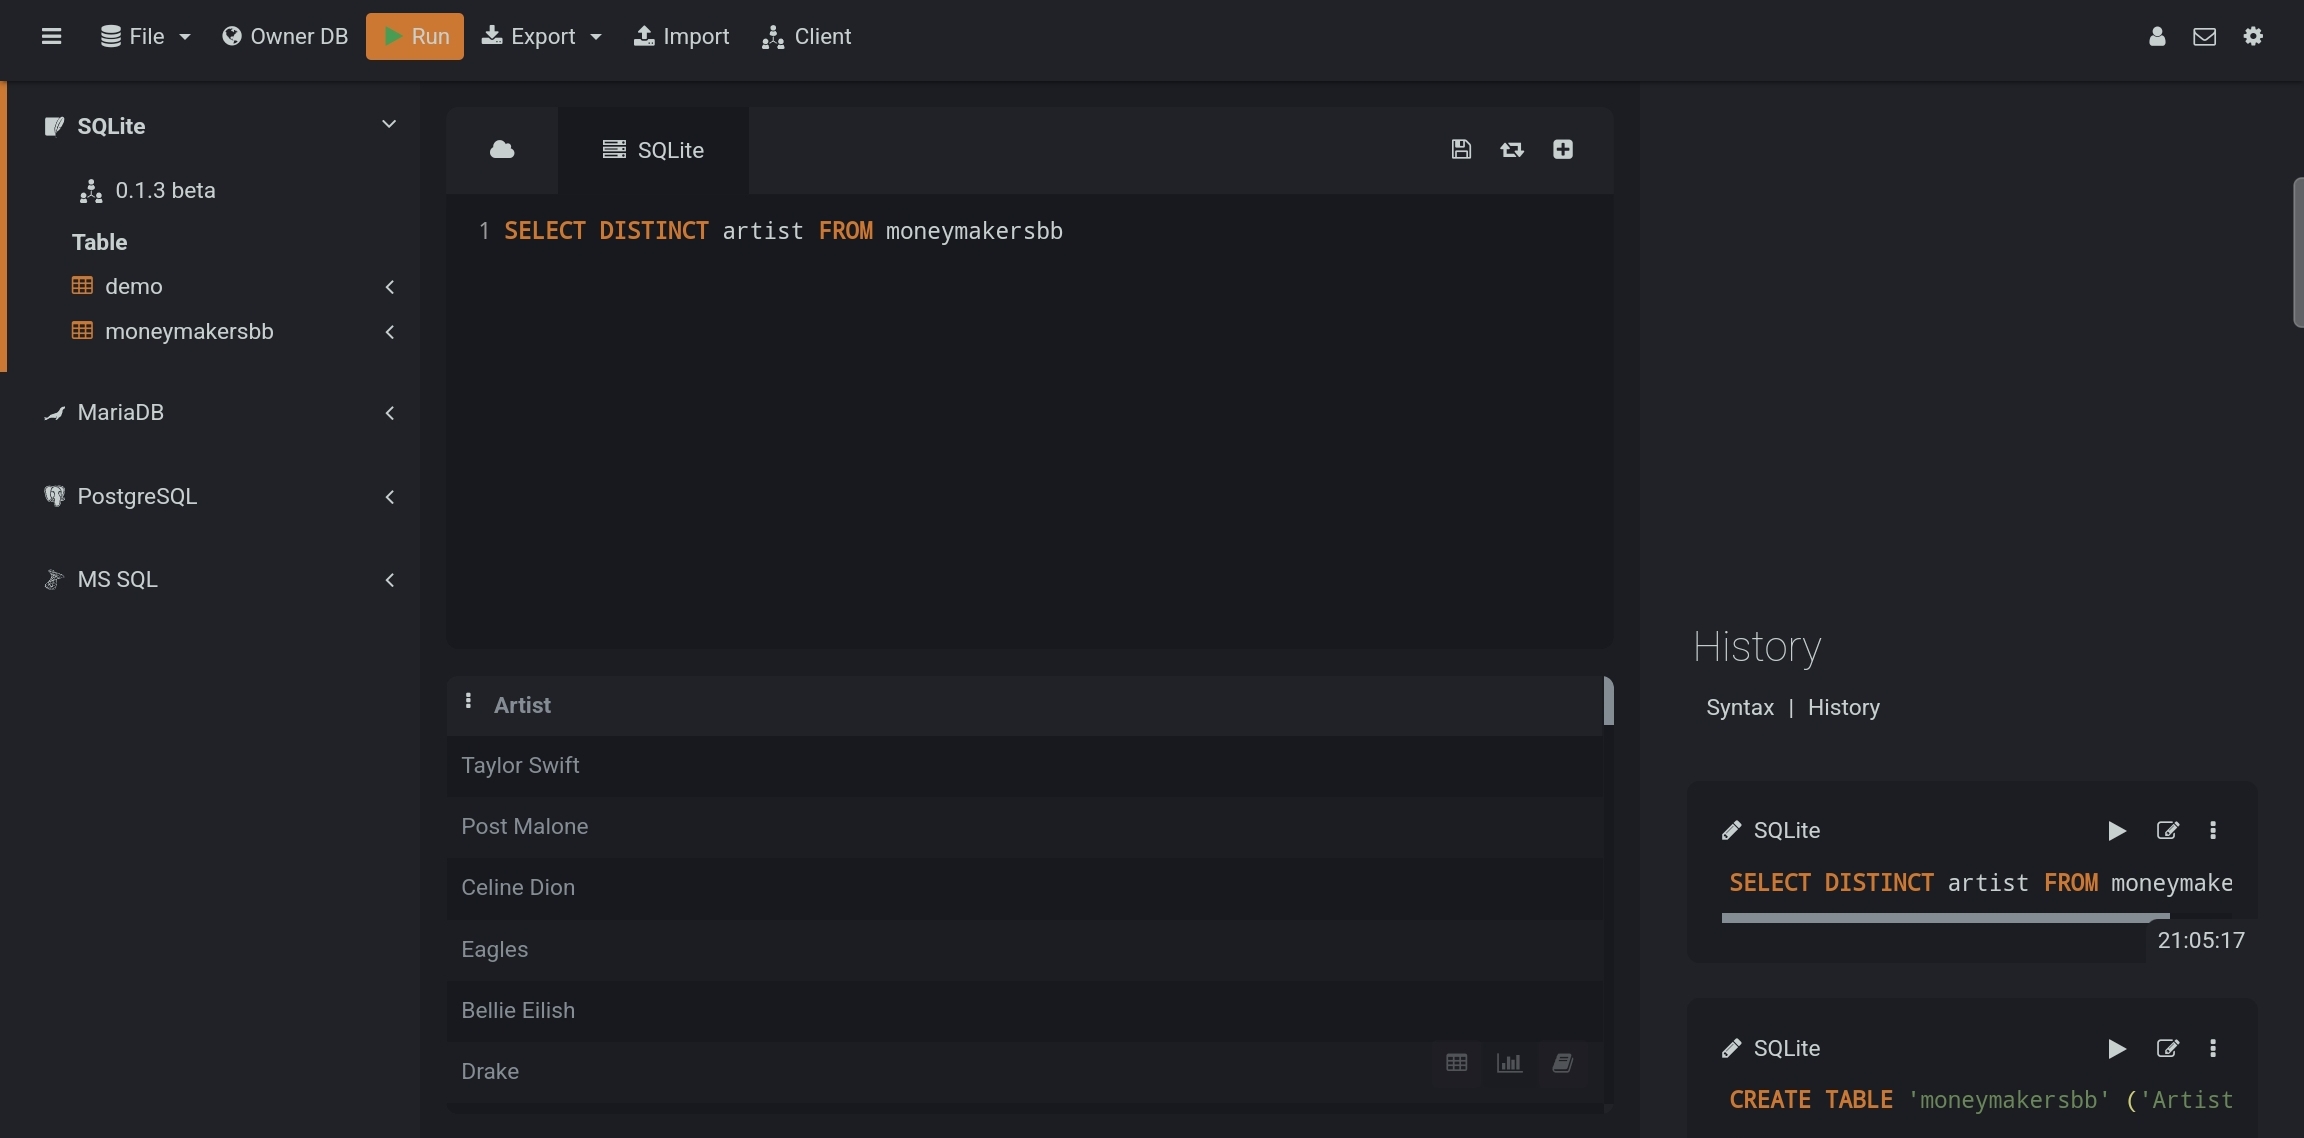 File Owner DB Run Export Import Client
SQLite
0.1.3 beta
Table
demo
moneymakersbb
MariaDB
PostgreSQL
MS SQL
SQLite
1 SELECT DISTINCT artist FROM moneymakersbb
Artist
Taylor Swift
Post Malone
Celine Dion
Eagles
Bellie Eilish
Drake
History
Syntax | History
SQLite
SELECT DISTINCT artist FROM moneymake
21:05:17
SQLite
CREATE TABLE 'moneymakersbb' ('Artist